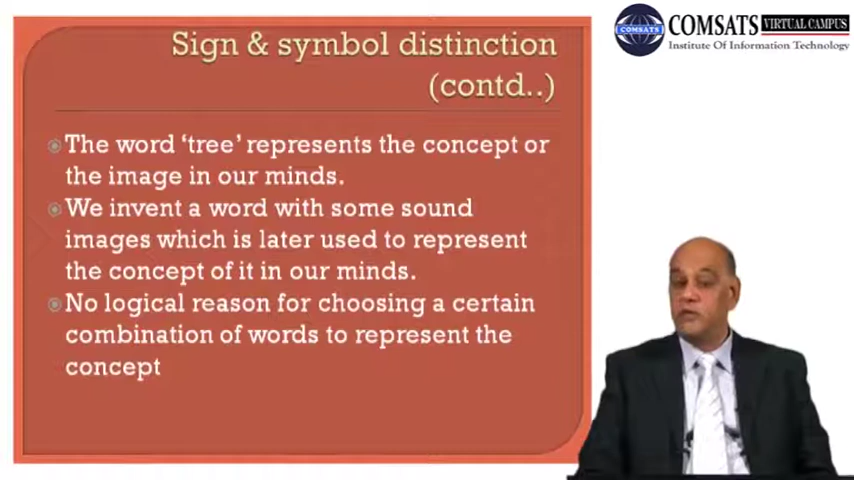 Sign & symbol distinction
(contd..)
COMSATS VIRTUAL CAMPUS
Institute Of Information Technology
COMSATS
The word ‘tree’ represents the concept or
the image in our minds.
We invent a word with some sound
images which is later used to represent
the concept of it in our minds.
No logical reason for choosing a certain
combination of words to represent the
concept